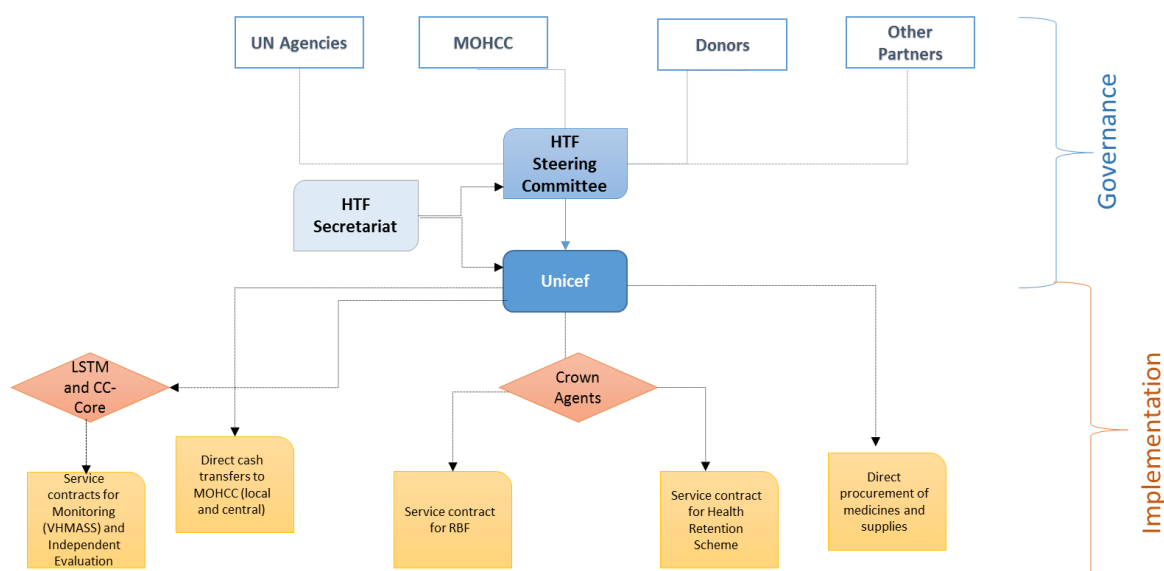 UN Agencies
MOHCC
Donors
Other
Partners
HTF
Steering
Committee
HTF
Secretariat
Unicef
Governance
LSTM
and CC-
Core
Crown
Agents
Implementation
Service
contracts for
Monitoring
(VHMASS) and
Independent
Evaluation
Direct cash
transfers to
MOHCC (local
and central)
Service contract
for RBF
Service contract
for Health
Retention
Scheme
Direct
procurement of
medicines and
supplies